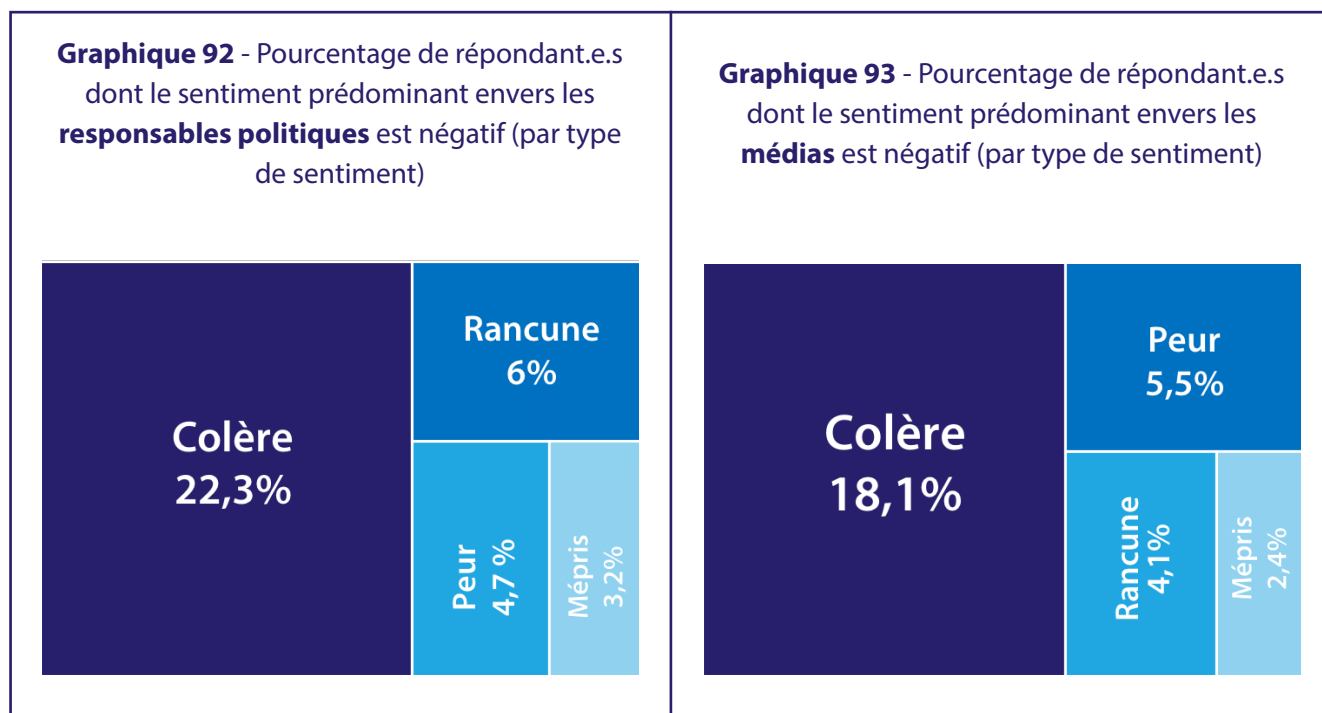 Graphique 92 - Pourcentage de répondant.e.s
dont le sentiment prédominant envers les
responsables politiques est négatif (par type
de sentiment)
Colère
22,3%
Rancune
6%
Peur
4,7 %
Mépris
3,2%
Graphique 93 - Pourcentage de répondant.e.s
dont le sentiment prédominant envers les
médias est négatif (par type de sentiment)
Colère
18,1%
Peur
5,5%
Rancune
4,1%
Mépris
2,4%